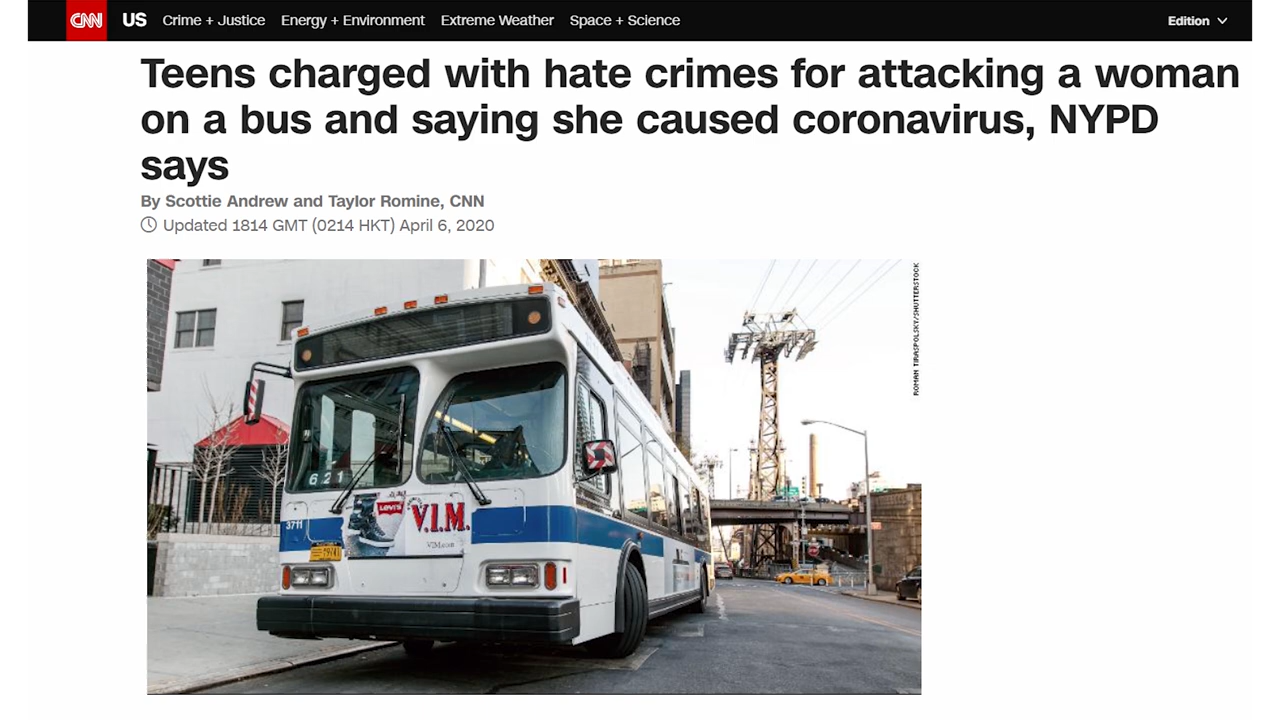 CNN US Crime + Justice Energy + Environment Extreme Weather Space + Science Edition
Teens charged with hate crimes for attacking a woman
on a bus and saying she caused coronavirus, NYPD
says
By Scottie Andrew and Taylor Romine, CNN
Updated 1814 GMT (0214 HKT) April 6, 2020
ROMAN TIRASPOLSKY/SHUTTERSTOCK
621
LEVI'S
V.I.M.
3711